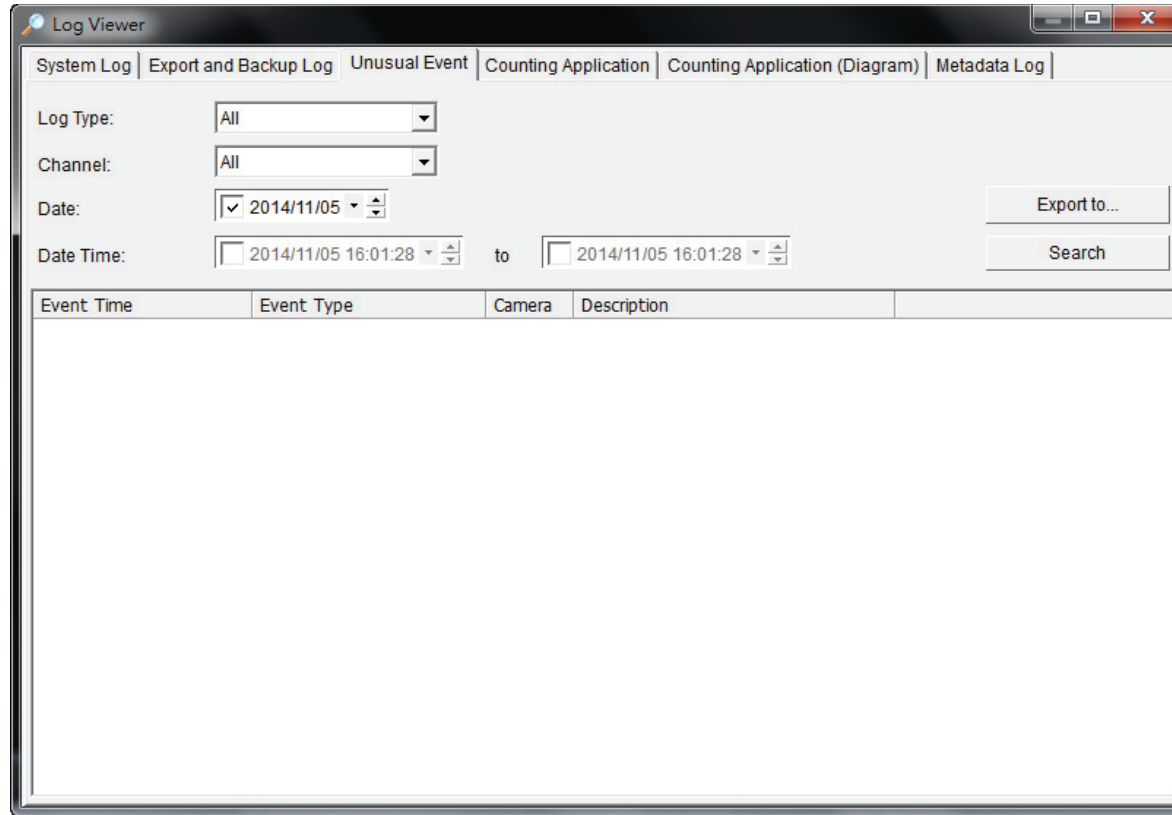 Log Viewer
System Log Export and Backup Log Unusual Event Counting Application Counting Application (Diagram) Metadata Log
Log Type: All
Channel: All
Date: 2014/11/05 Export to...
Date Time: 2014/11/05 16:01:28 to 2014/11/05 16:01:28 Search
Event Time Event Type Camera Description